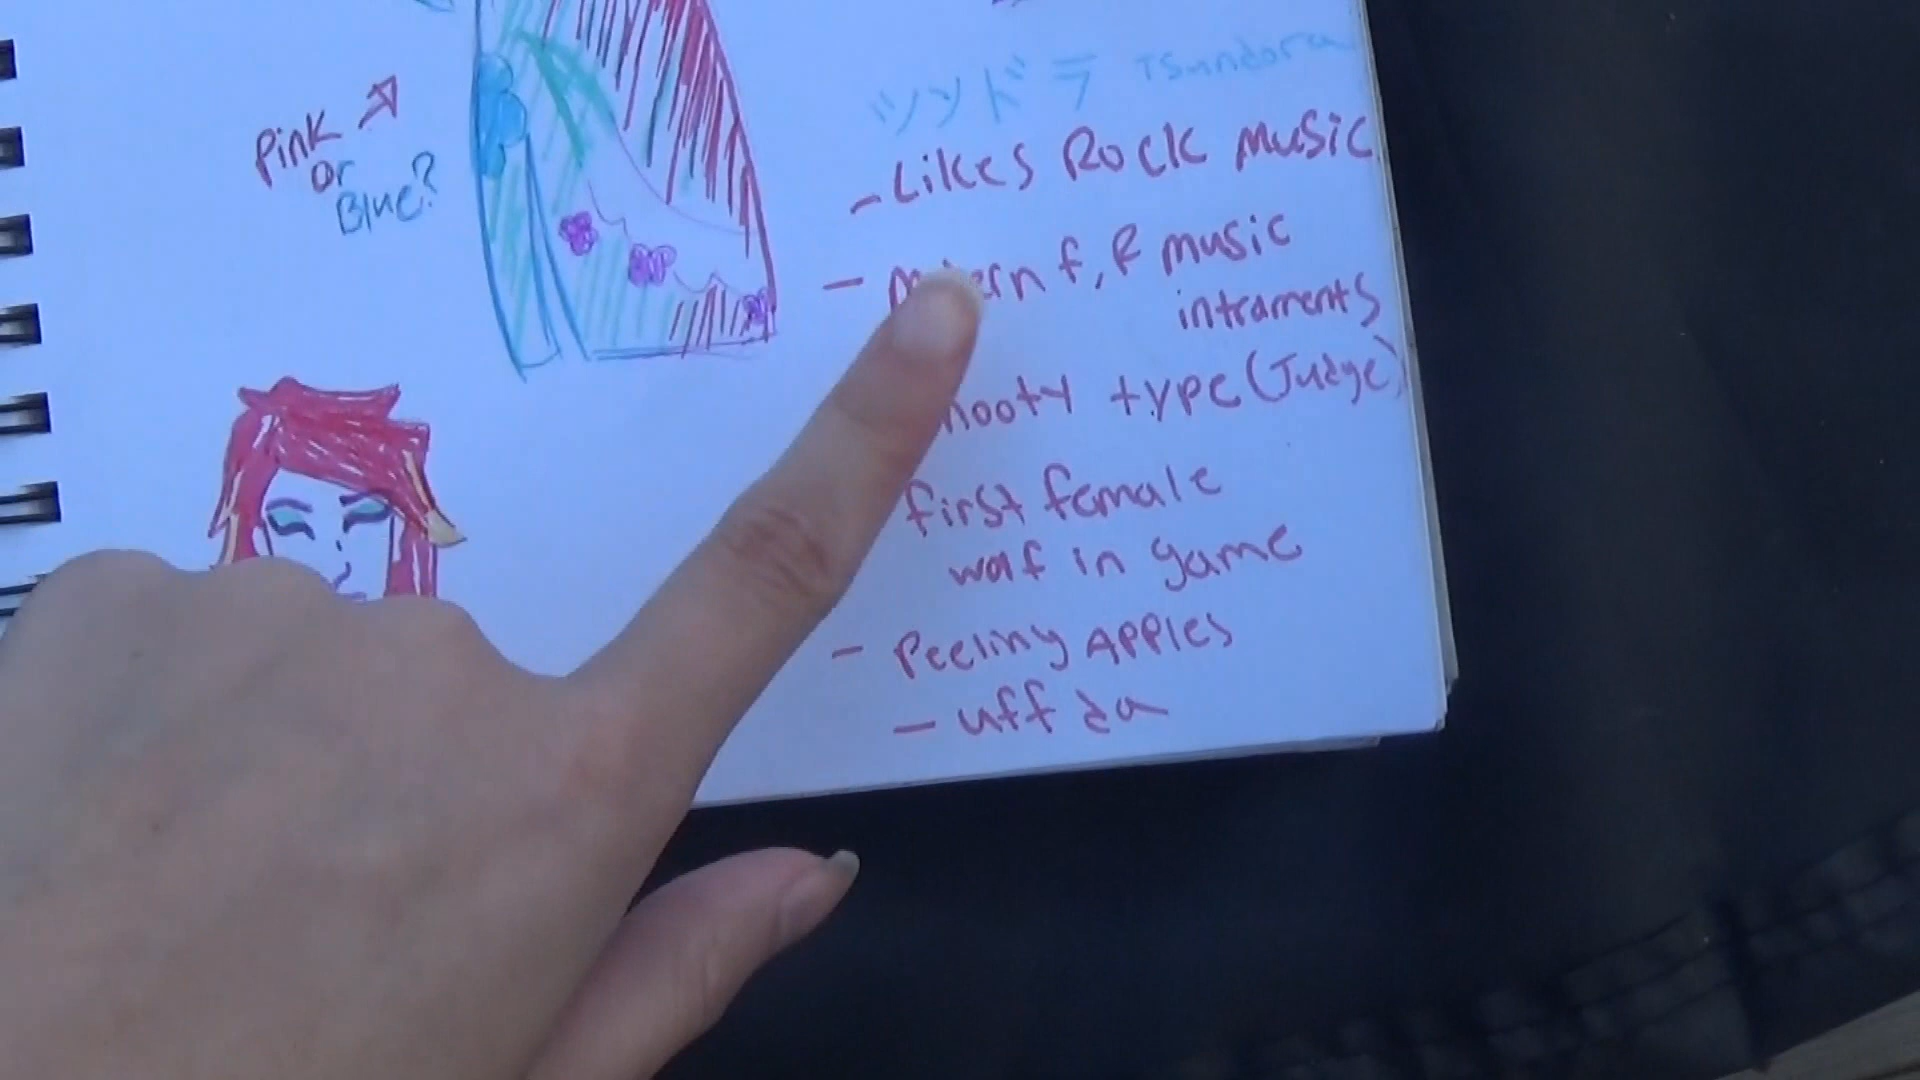 Pink
or
Blue?
ツンドラ Tsundora
- Likes Rock music
- f, F music
intraments
type (Judge)
first female
wolf in game
- Peeling Apples
- uff da